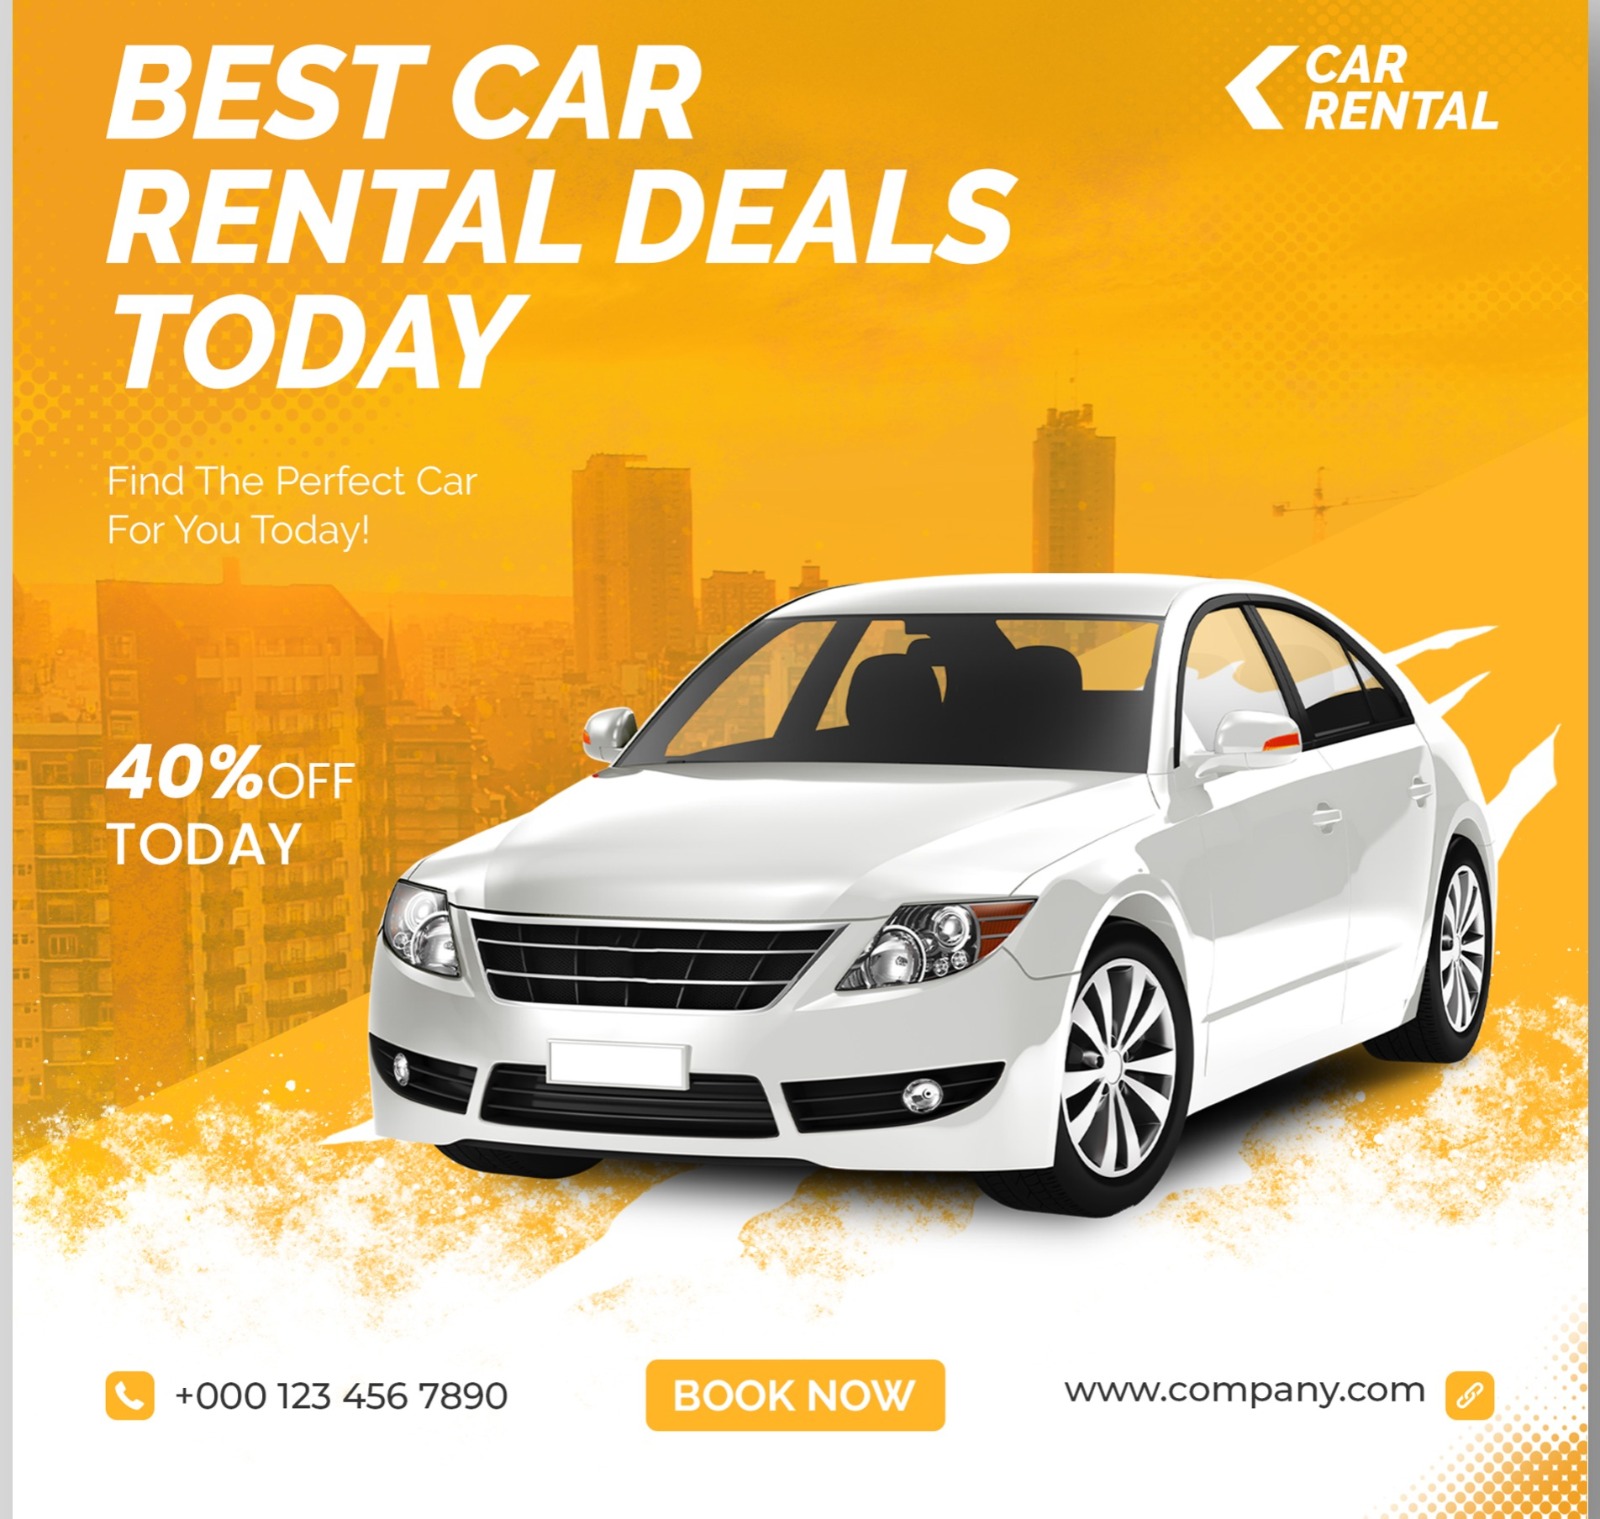 BEST CAR
RENTAL DEALS
TODAY
CAR
RENTAL
Find The Perfect Car
For You Today!
40%OFF
TODAY
+000 123 456 7890
BOOK NOW
www.company.com